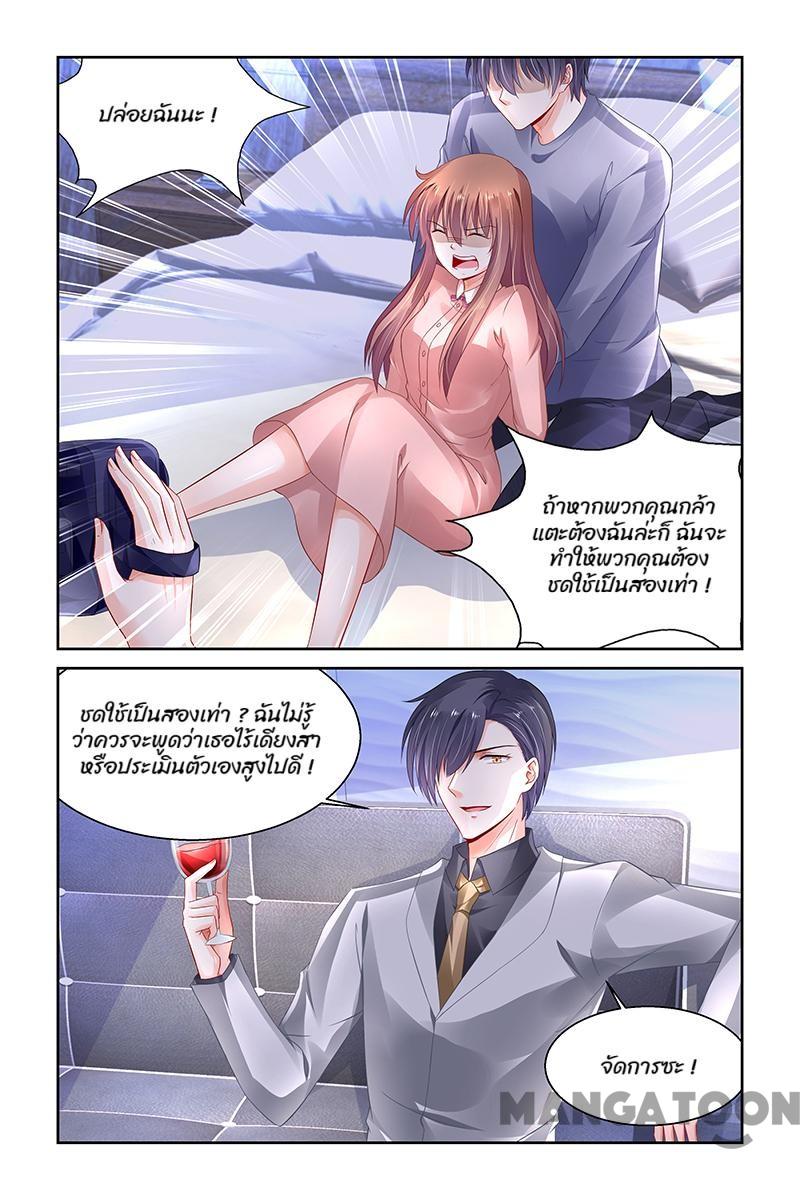 ปล่อยฉันนะ !
ถ้าหากพวกคุณกล้า
แตะต้องฉันล่ะก็ ฉันจะ
ทำให้พวกคุณต้อง
ชดใช้เป็นสองเท่า !
ชดใช้เป็นสองเท่า ? ฉันไม่รู้
ว่าควรจะพูดว่าเธอไร้เดียงสา
หรือประเมินตัวเองสูงไปดี !
จัดการซะ !
MANGATOON